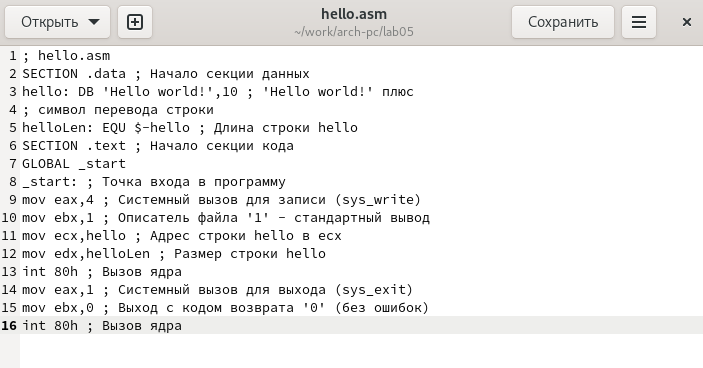 Открыть
hello.asm
~/work/arch-pc/lab05
Сохранить
1 ; hello.asm
2 SECTION .data ; Начало секции данных
3 hello: DB 'Hello world!',10 ; 'Hello world!' плюс
4 ; символ перевода строки
5 helloLen: EQU $-hello ; Длина строки hello
6 SECTION .text ; Начало секции кода
7 GLOBAL _start
8 _start: ; Точка входа в программу
9 mov eax,4 ; Системный вызов для записи (sys_write)
10 mov ebx,1 ; Описатель файла '1' - стандартный вывод
11 mov ecx,hello ; Адрес строки hello в ecx
12 mov edx,helloLen ; Размер строки hello
13 int 80h ; Вызов ядра
14 mov eax,1 ; Системный вызов для выхода (sys_exit)
15 mov ebx,0 ; Выход с кодом возврата '0' (без ошибок)
16 int 80h ; Вызов ядра